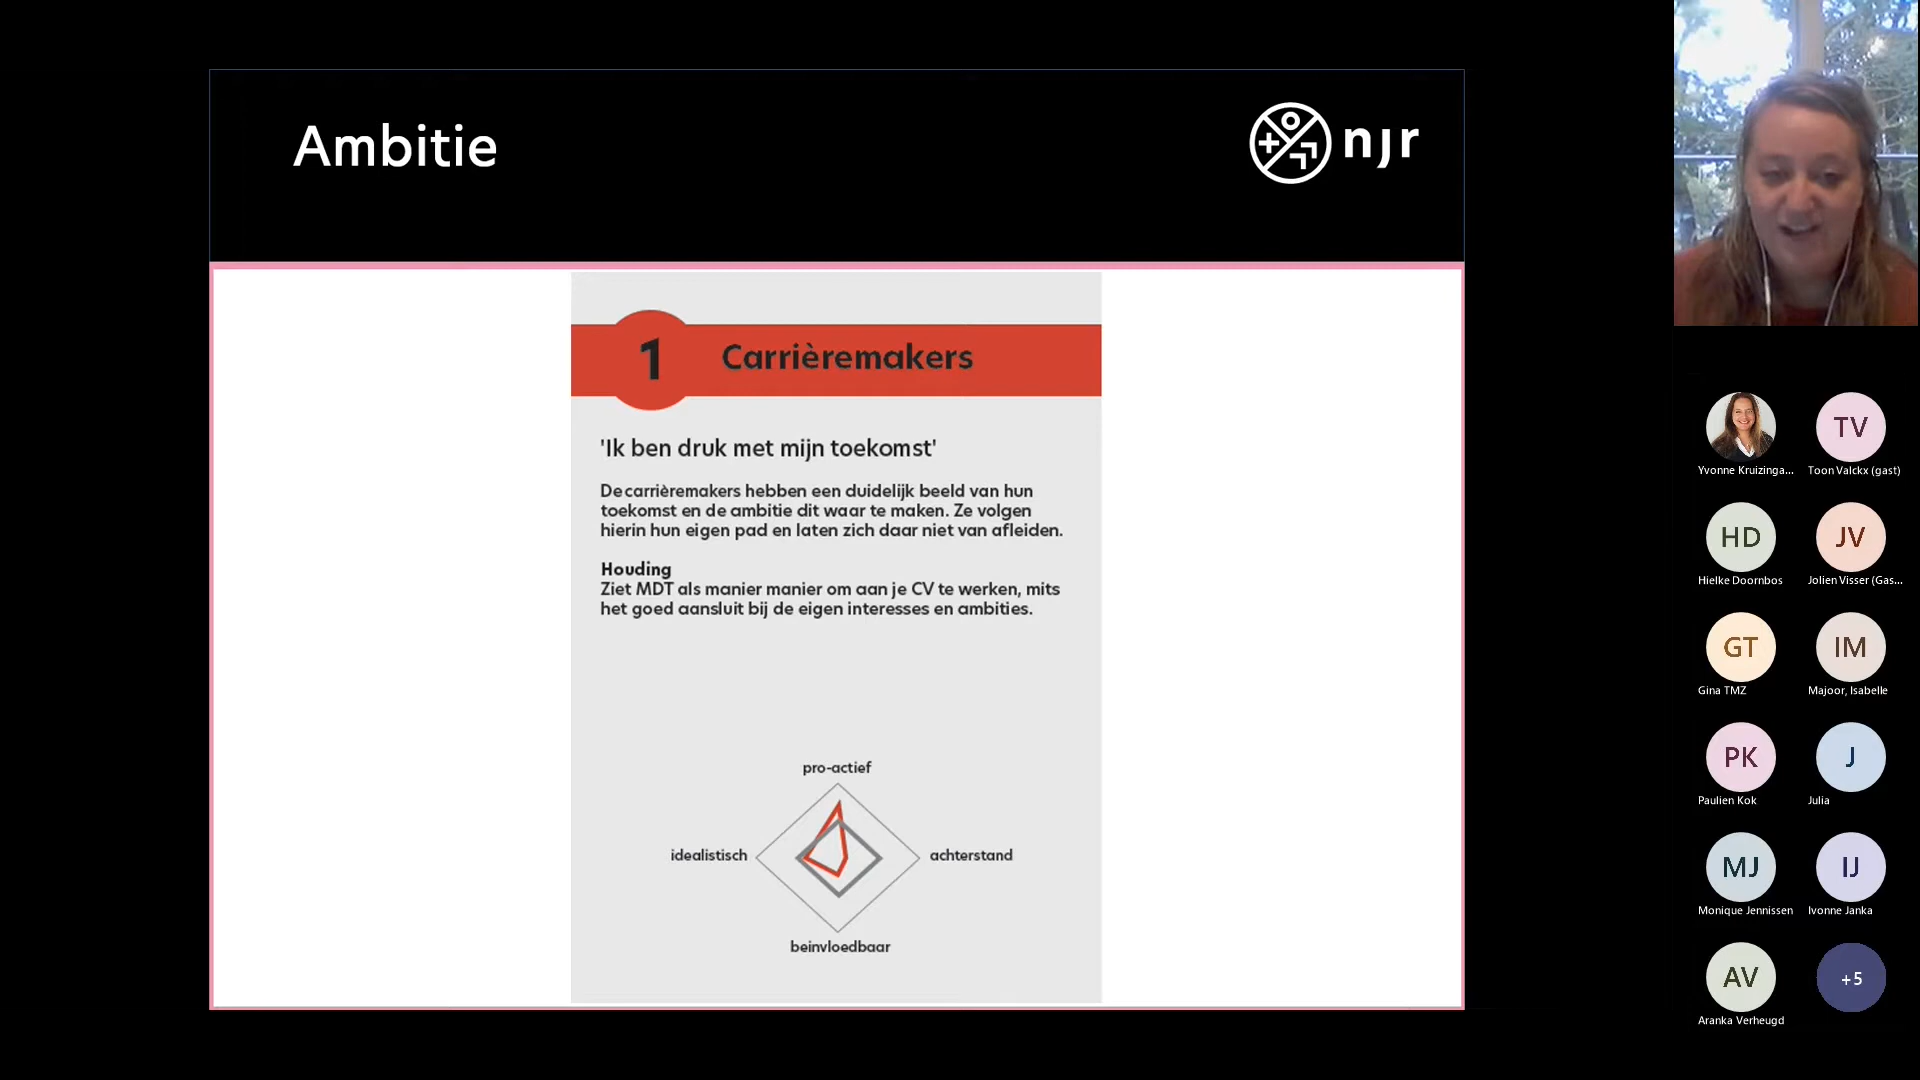 Ambitie
njr
1 Carrièremakers
'Ik ben druk met mijn toekomst'
De carrièremakers hebben een duidelijk beeld van hun
toekomst en de ambitie dit waar te maken. Ze volgen
hierin hun eigen pad en laten zich daar niet van afleiden.
Houding
Ziet MDT als manier manier om aan je CV te werken, mits
het goed aansluit bij de eigen interesses en ambities.
pro-actief
idealistisch
achterstand
beinvloedbaar
TV
Yvonne Kruizinga...
Toon Valckx (gast)
HD
JV
Hielke Doornbos
Jolien Visser (Gas...
GT
IM
Gina TMZ
Majoor, Isabelle
PK
J
Paulien Kok
Julia
MJ
IJ
Monique Jennissen
Ivonne Janka
AV
+5
Aranka Verheugd